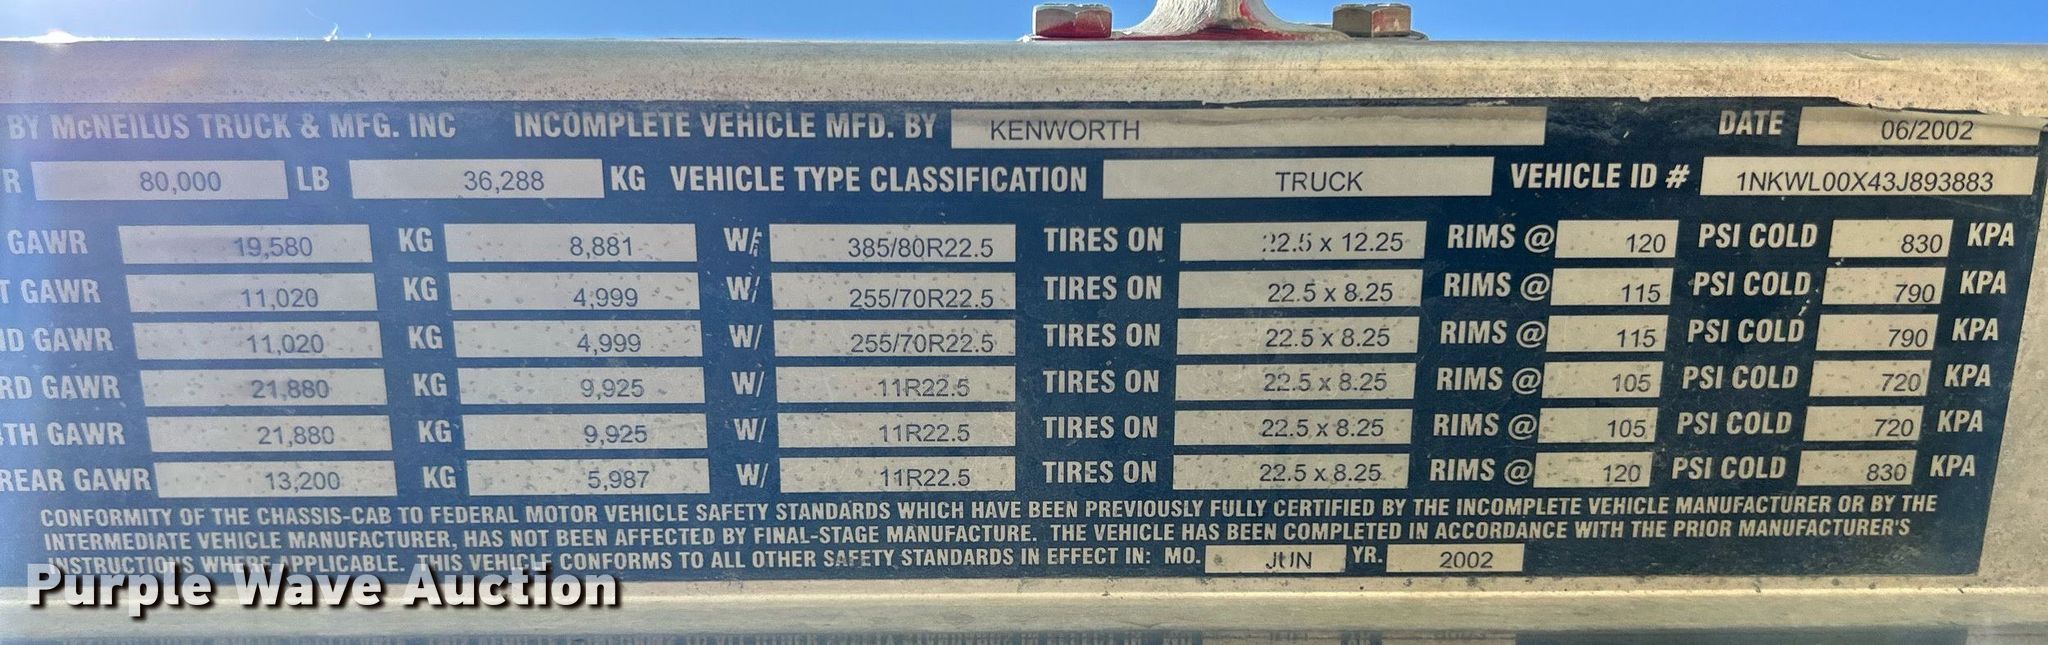 BY McNEILUS TRUCK & MFG. INC INCOMPLETE VEHICLE MFD. BY KENWORTH DATE 06/2002
R 80,000 LB 36,288 KG VEHICLE TYPE CLASSIFICATION TRUCK VEHICLE ID # 1NKWL00X43J893883
GAWR 19,580 KG 8,881 W/ 385/80R22.5 TIRES ON 22.5 x 12.25 RIMS @ 120 PSI COLD 830 KPA
T GAWR 11,020 KG 4,999 W/ 255/70R22.5 TIRES ON 22.5 x 8.25 RIMS @ 115 PSI COLD 790 KPA
ND GAWR 11,020 KG 4,999 W/ 255/70R22.5 TIRES ON 22.5 x 8.25 RIMS @ 115 PSI COLD 790 KPA
RD GAWR 21,880 KG 9,925 W/ 11R22.5 TIRES ON 22.5 x 8.25 RIMS @ 105 PSI COLD 720 KPA
4TH GAWR 21,880 KG 9,925 W/ 11R22.5 TIRES ON 22.5 x 8.25 RIMS @ 105 PSI COLD 720 KPA
REAR GAWR 13,200 KG 5,987 W/ 11R22.5 TIRES ON 22.5 x 8.25 RIMS @ 120 PSI COLD 830 KPA
CONFORMITY OF THE CHASSIS-CAB TO FEDERAL MOTOR VEHICLE SAFETY STANDARDS WHICH HAVE BEEN PREVIOUSLY FULLY CERTIFIED BY THE INCOMPLETE VEHICLE MANUFACTURER OR BY THE
INTERMEDIATE VEHICLE MANUFACTURER, HAS NOT BEEN AFFECTED BY FINAL-STAGE MANUFACTURE. THE VEHICLE HAS BEEN COMPLETED IN ACCORDANCE WITH THE PRIOR MANUFACTURER'S
INSTRUCTIONS WHERE APPLICABLE. THIS VEHICLE CONFORMS TO ALL OTHER SAFETY STANDARDS IN EFFECT IN: MO. JUN YR. 2002
Purple Wave Auction